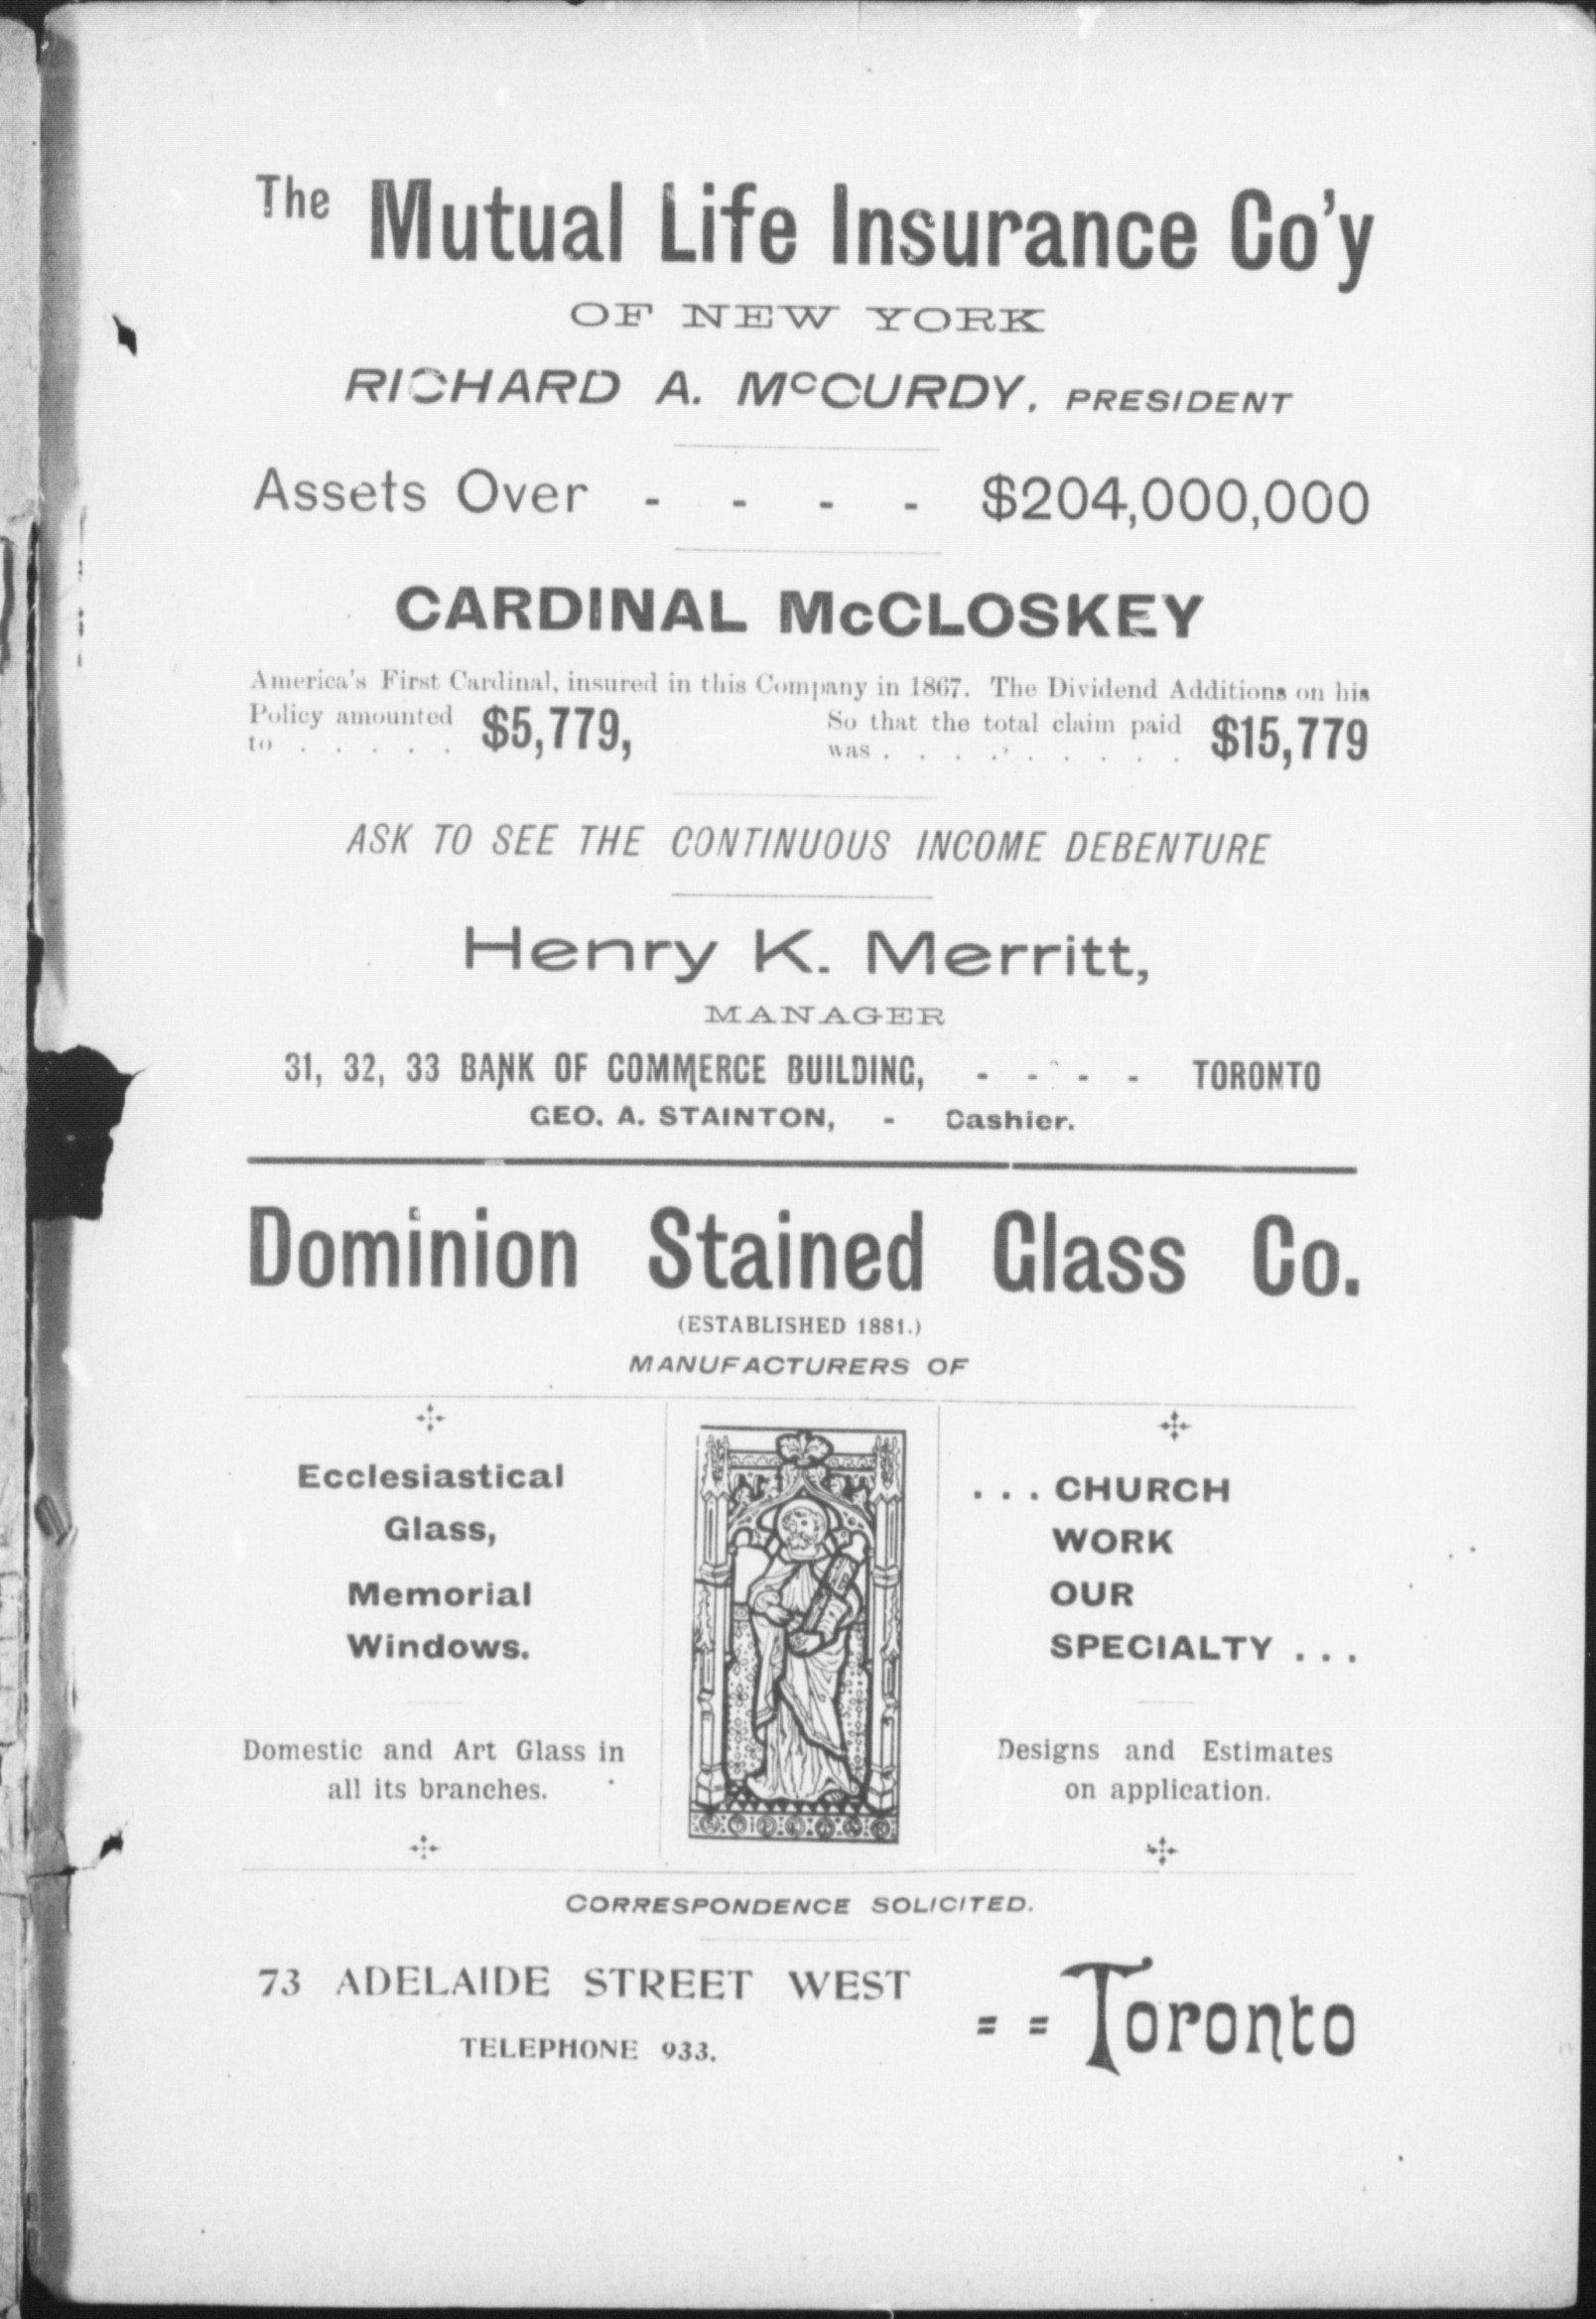 The Mutual Life Insurance Co'y
OF NEW YORK
RICHARD A. McCURDY, PRESIDENT
Assets Over - - - - $204,000,000
CARDINAL McCLOSKEY
America's First Cardinal, insured in this Company in 1867. The Dividend Additions on his
Policy amounted to . . . . . $5,779, So that the total claim paid was . . . . . . . . . $15,779
ASK TO SEE THE CONTINUOUS INCOME DEBENTURE
Henry K. Merritt,
MANAGER
31, 32, 33 BANK OF COMMERCE BUILDING, - - - - TORONTO
GEO. A. STAINTON, - Cashier.
Dominion Stained Glass Co.
(ESTABLISHED 1881.)
MANUFACTURERS OF
Ecclesiastical
Glass,
Memorial
Windows.
Domestic and Art Glass in
all its branches.
. . . CHURCH
WORK
OUR
SPECIALTY . . .
Designs and Estimates
on application.
CORRESPONDENCE SOLICITED.
73 ADELAIDE STREET WEST
TELEPHONE 933.
= = Toronto